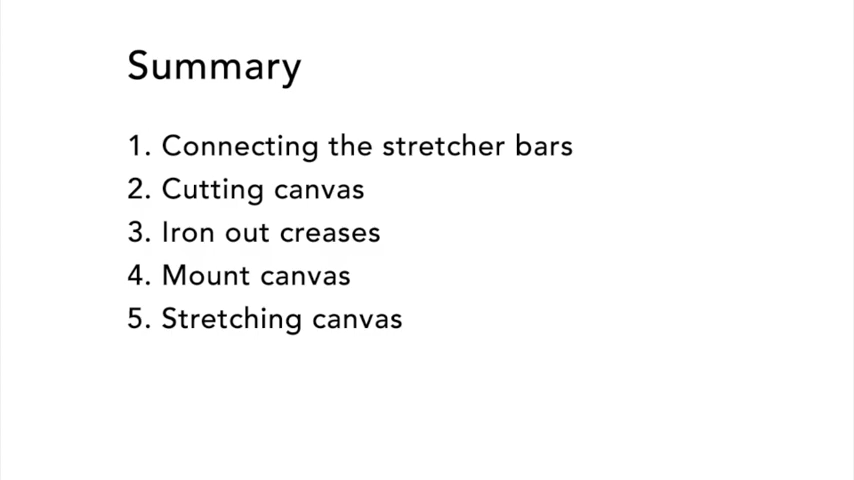 Summary
1. Connecting the stretcher bars
2. Cutting canvas
3. Iron out creases
4. Mount canvas
5. Stretching canvas